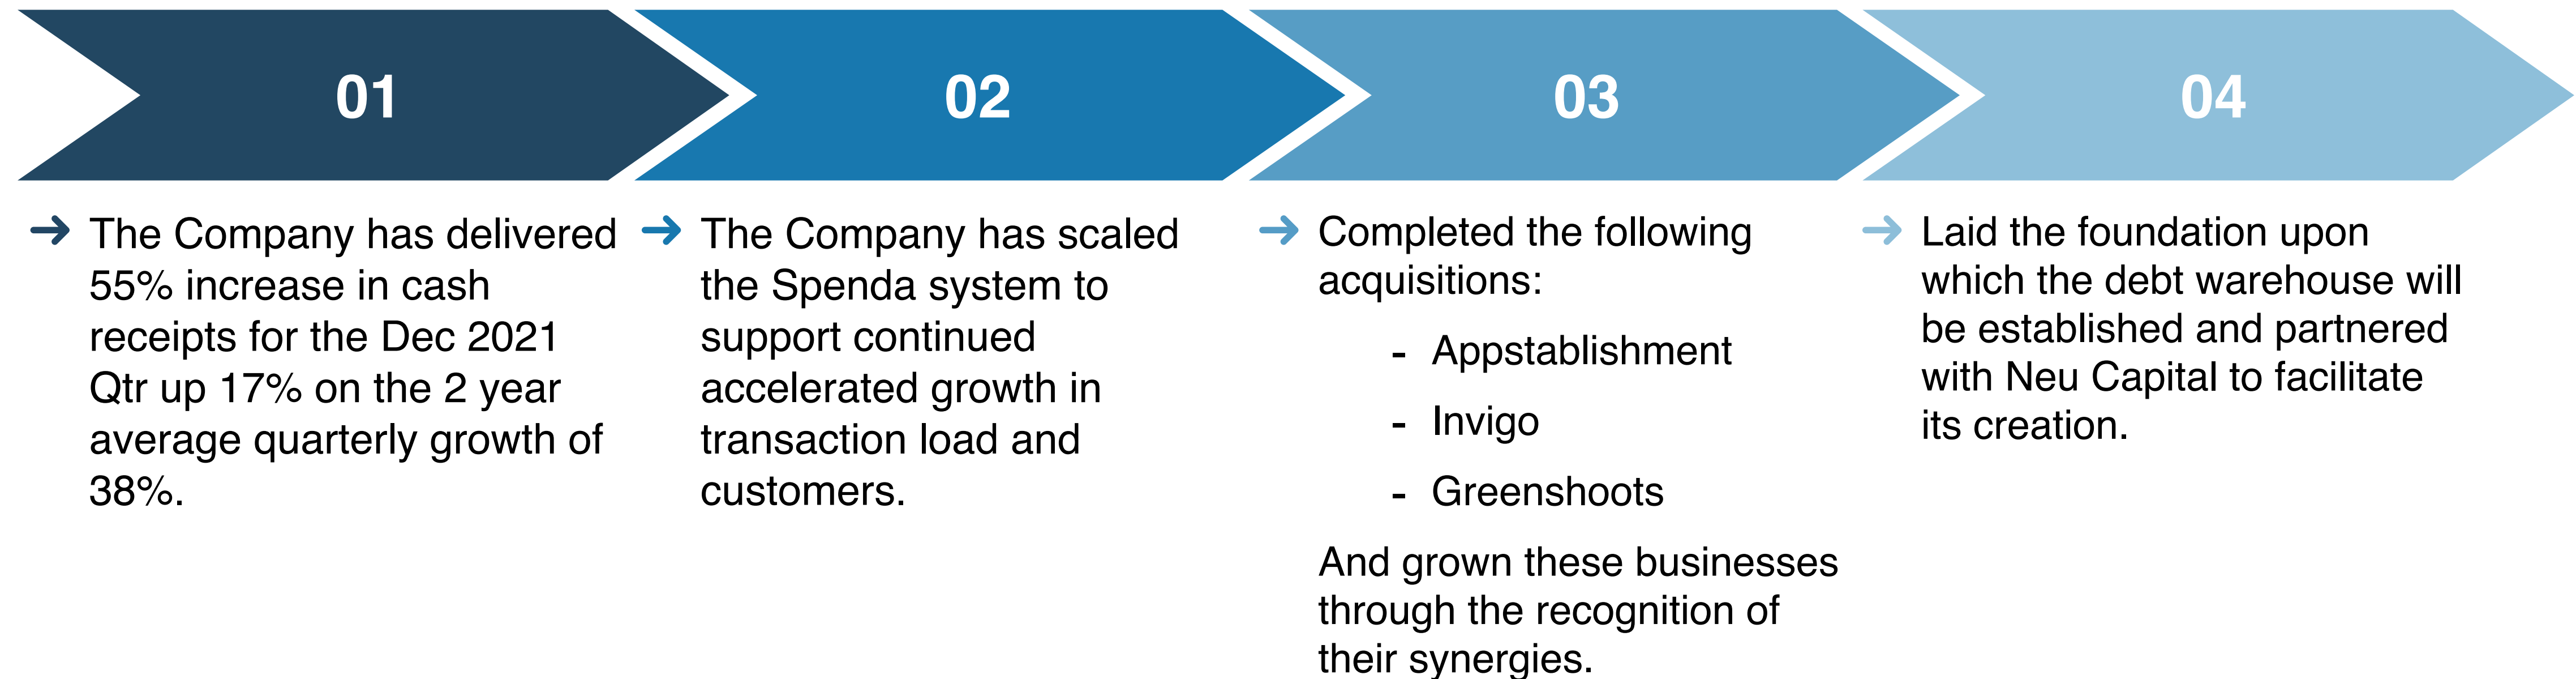 01
The Company has delivered
55% increase in cash
receipts for the Dec 2021
Qtr up 17% on the 2 year
average quarterly growth of
38%.
02
The Company has scaled
the Spenda system to
support continued
accelerated growth in
transaction load and
customers.
03
Completed the following
acquisitions:
- Appstablishment
- Invigo
- Greenshoots
And grown these businesses
through the recognition of
their synergies.
04
Laid the foundation upon
which the debt warehouse will
be established and partnered
with Neu Capital to facilitate
its creation.